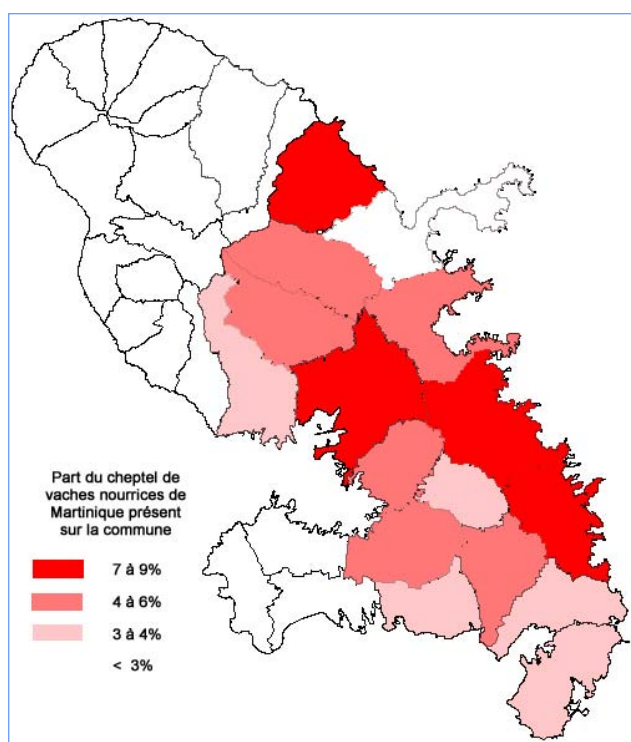 Part du cheptel de
vaches nourrices de
Martinique présent
sur la commune
7 à 9%
4 à 6%
3 à 4%
< 3%